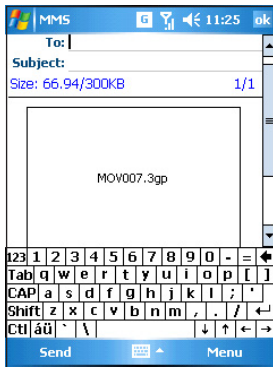 MMS G 11:25 ok
To:
Subject:
Size: 66.94/300KB 1/1
MOV007.3gp
123 1 2 3 4 5 6 7 8 9 0 - =
Tab q w e r t y u i o p [ ]
CAP a s d f g h j k l ; '
Shift z x c v b n m , . /
Ctl áü ` \
Send Menu